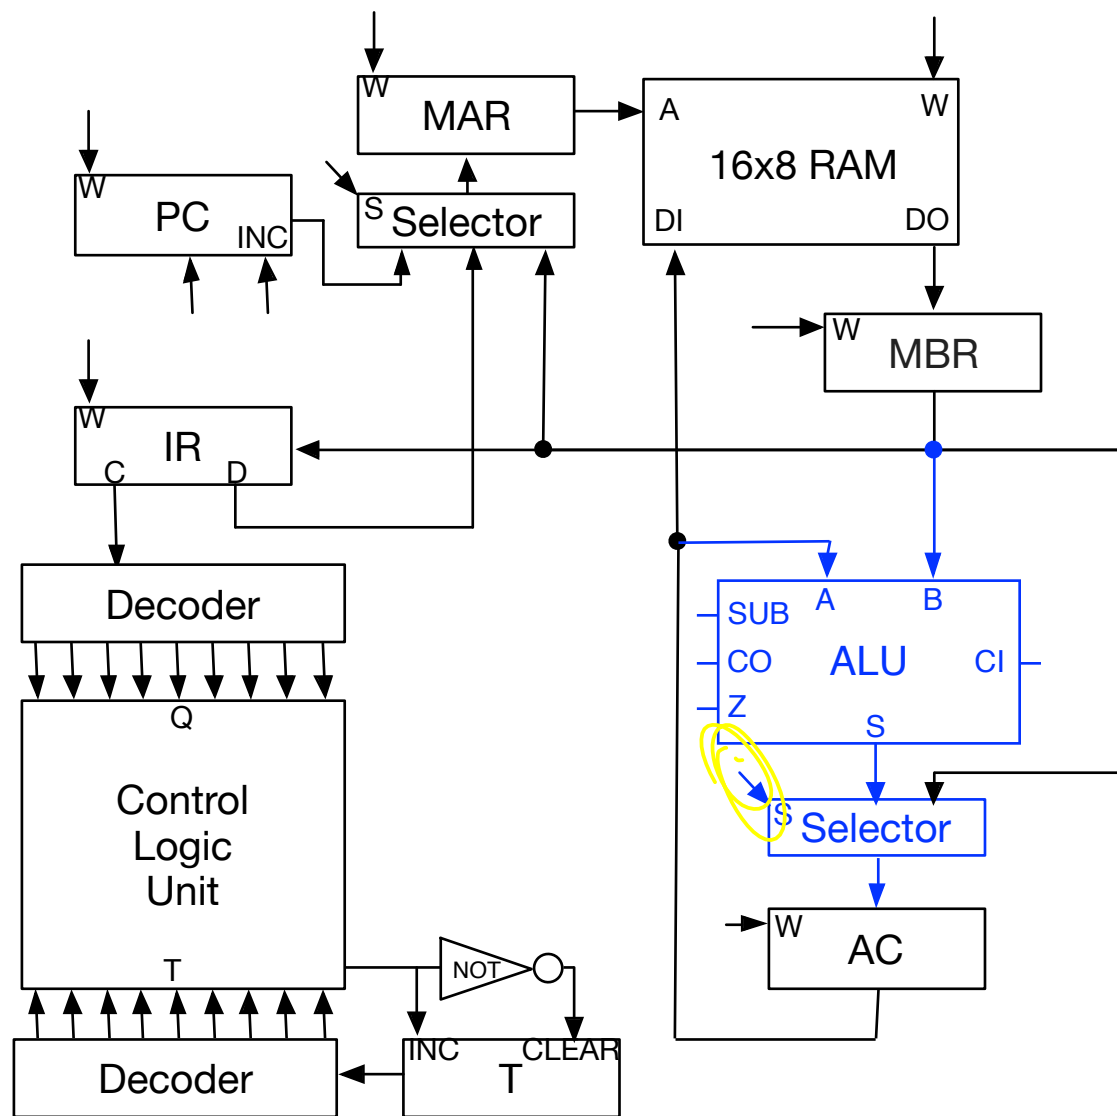 W
MAR
A
W
16x8 RAM
DI
DO
W
PC
INC
S
Selector
W
MBR
W
IR
C
D
Decoder
A
B
SUB
CO
ALU
CI
Z
S
Q
Control
Logic
Unit
T
S
Selector
W
AC
NOT
INC
CLEAR
T
Decoder